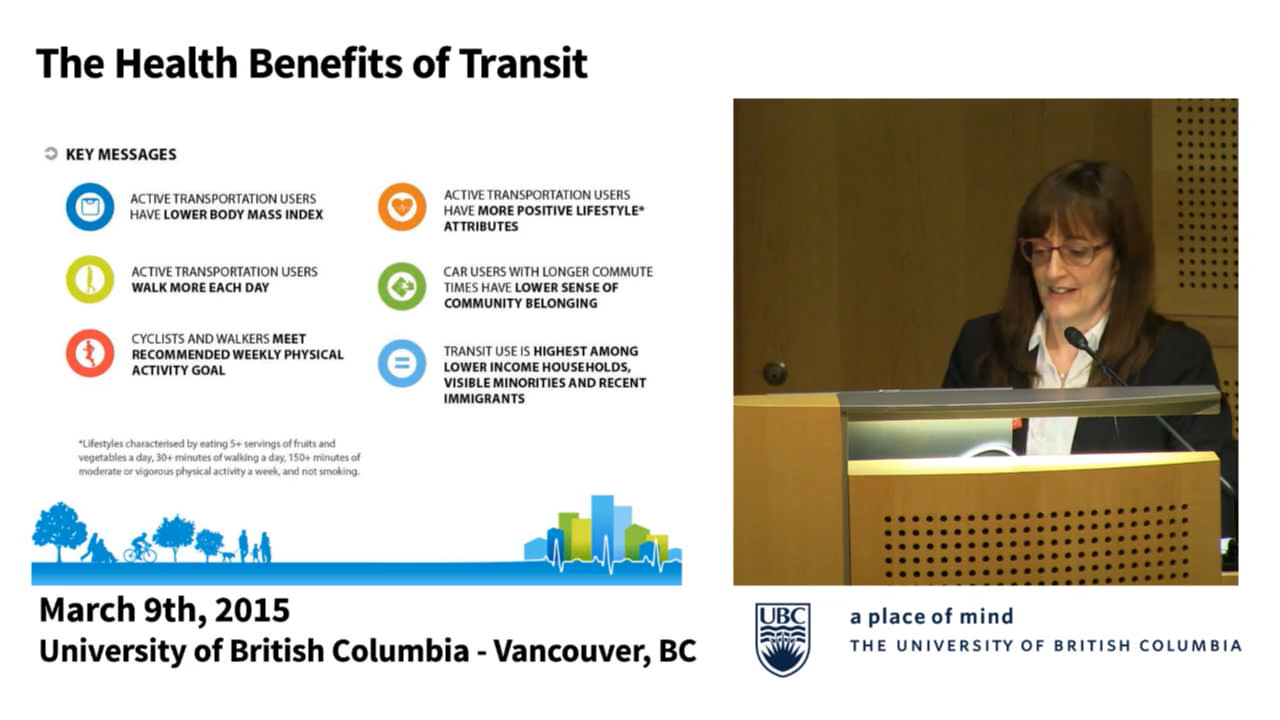 The Health Benefits of Transit
KEY MESSAGES
ACTIVE TRANSPORTATION USERS
HAVE LOWER BODY MASS INDEX
ACTIVE TRANSPORTATION USERS
WALK MORE EACH DAY
CYCLISTS AND WALKERS MEET
RECOMMENDED WEEKLY PHYSICAL
ACTIVITY GOAL
ACTIVE TRANSPORTATION USERS
HAVE MORE POSITIVE LIFESTYLE*
ATTRIBUTES
CAR USERS WITH LONGER COMMUTE
TIMES HAVE LOWER SENSE OF
COMMUNITY BELONGING
TRANSIT USE IS HIGHEST AMONG
LOWER INCOME HOUSEHOLDS,
VISIBLE MINORITIES AND RECENT
IMMIGRANTS
*Lifestyles characterised by eating 5+ servings of fruits and
vegetables a day, 30+ minutes of walking a day, 150+ minutes of
moderate or vigorous physical activity a week, and not smoking.
March 9th, 2015
University of British Columbia - Vancouver, BC
UBC
a place of mind
THE UNIVERSITY OF BRITISH COLUMBIA